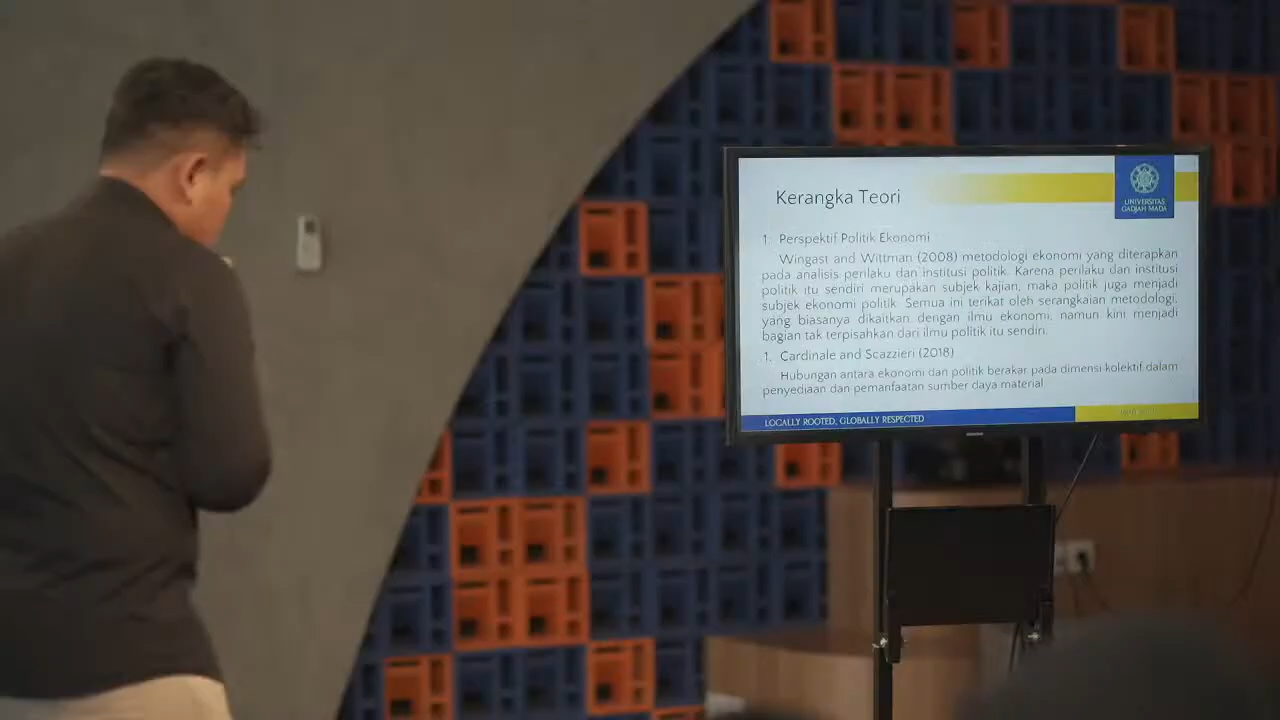 Kerangka Teori
UNIVERSITAS
GADJAH MADA
1. Perspektif Politik Ekonomi
Wingast and Wittman (2008) metodologi ekonomi yang diterapkan
pada analisis perilaku dan institusi politik. Karena perilaku dan institusi
politik itu sendiri merupakan subjek kajian, maka politik juga menjadi
subjek ekonomi politik. Semua ini terikat oleh serangkaian metodologi,
yang biasanya dikaitkan dengan ilmu ekonomi, namun kini menjadi
bagian tak terpisahkan dari ilmu politik itu sendiri.
1. Cardinale and Scazzieri (2018)
Hubungan antara ekonomi dan politik berakar pada dimensi kolektif dalam
penyediaan dan pemanfaatan sumber daya material
LOCALLY ROOTED, GLOBALLY RESPECTED